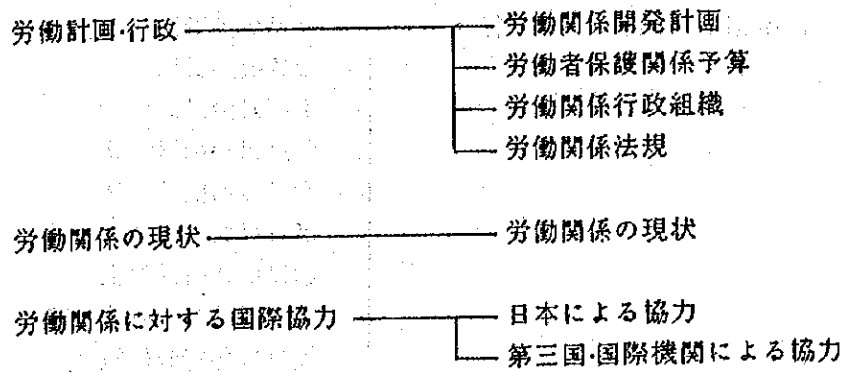 労働計画·行政 労働関係開発計画
労働者保護関係予算
労働関係行政組織
労働関係法規
労働関係の現状 労働関係の現状
労働関係に対する国際協力 日本による協力
第三国·国際機関による協力